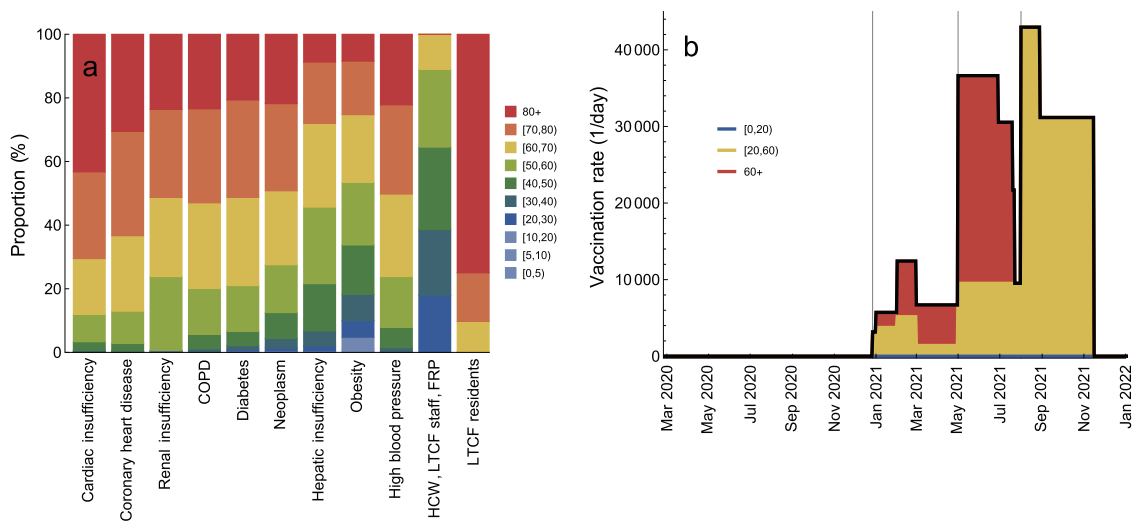 a
Proportion (%)
100
80
60
40
20
0
Cardiac insufficiency
Coronary heart disease
Renal insufficiency
COPD
Diabetes
Neoplasm
Hepatic insufficiency
Obesity
High blood pressure
HCW, LTCF staff, FRP
LTCF residents
80+
[70,80)
[60,70)
[50,60)
[40,50)
[30,40)
[20,30)
[10,20)
[5,10)
[0,5)
b
Vaccination rate (1/day)
40 000
30 000
20 000
10 000
0
[0,20)
[20,60)
60+
Mar 2020
May 2020
Jul 2020
Sep 2020
Nov 2020
Jan 2021
Mar 2021
May 2021
Jul 2021
Sep 2021
Nov 2021
Jan 2022